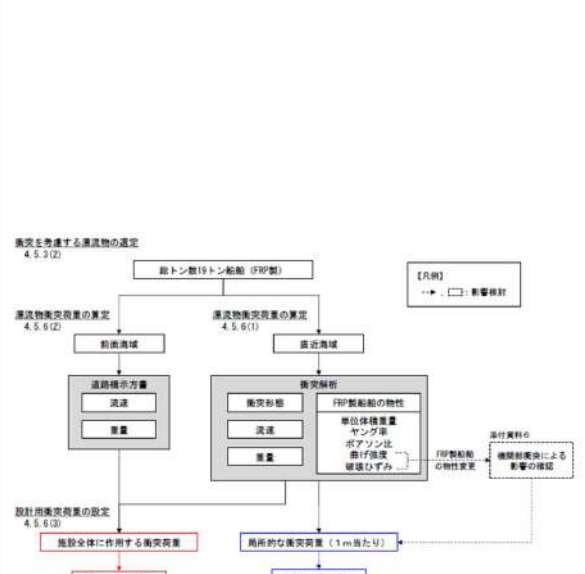 衝突を考慮する漂流物の選定
4.5.3(2)
総トン数19トン船舶（FRP製）
【凡例】
：影響検討
漂流物衝突荷重の算定
4.5.6(2)
漂流物衝突荷重の算定
4.5.6(1)
前面海域
直近海域
道路橋示方書
流速
重量
衝突解析
衝突形態
流速
重量
FRP製船舶の物性
単位体積重量
ヤング率
ポアソン比
曲げ強度
破壊ひずみ
FRP製船舶
の物性変更
添付資料6
機関部衝突による
影響の確認
設計用衝突荷重の設定
4.5.6(3)
施設全体に作用する衝突荷重
局所的な衝突荷重（1m当たり）